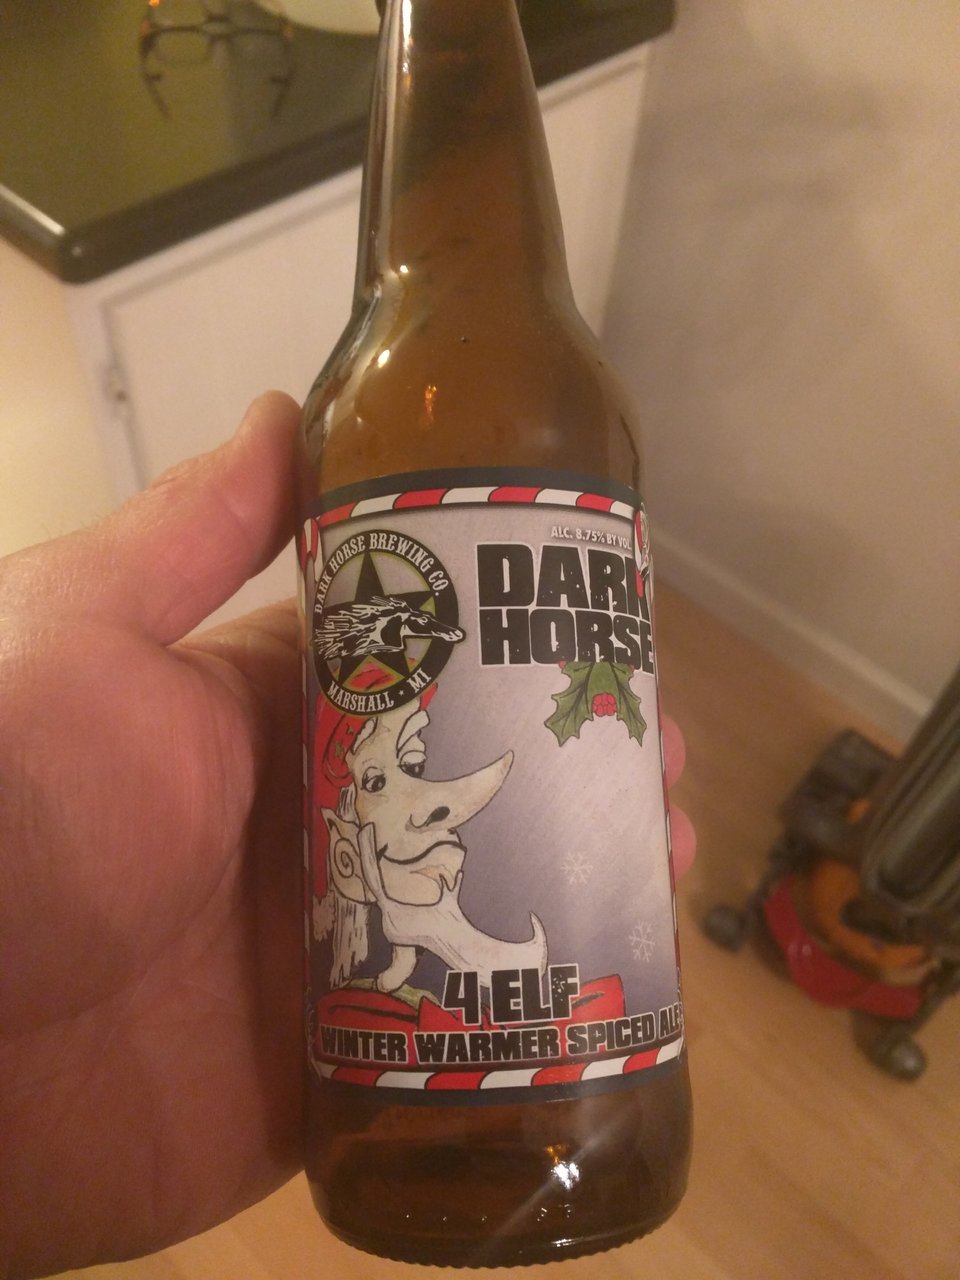 DARK HORSE BREWING CO.
MARSHALL • MI
ALC. 8.75% BY VOL.
DARK
HORSE
4 ELF
WINTER WARMER SPICED ALE